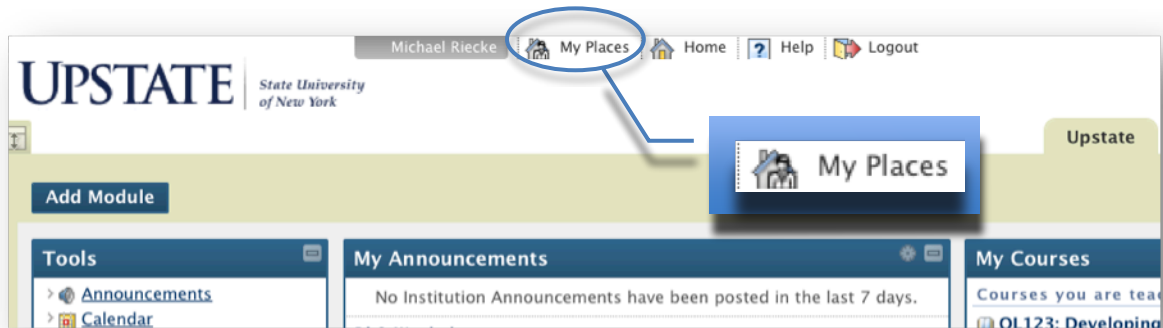 Michael Riecke My Places Home Help Logout
UPSTATE
State University
of New York
Upstate
My Places
Add Module
Tools
My Announcements
My Courses
Announcements
No Institution Announcements have been posted in the last 7 days.
Courses you are
Calendar
OL123: Developing